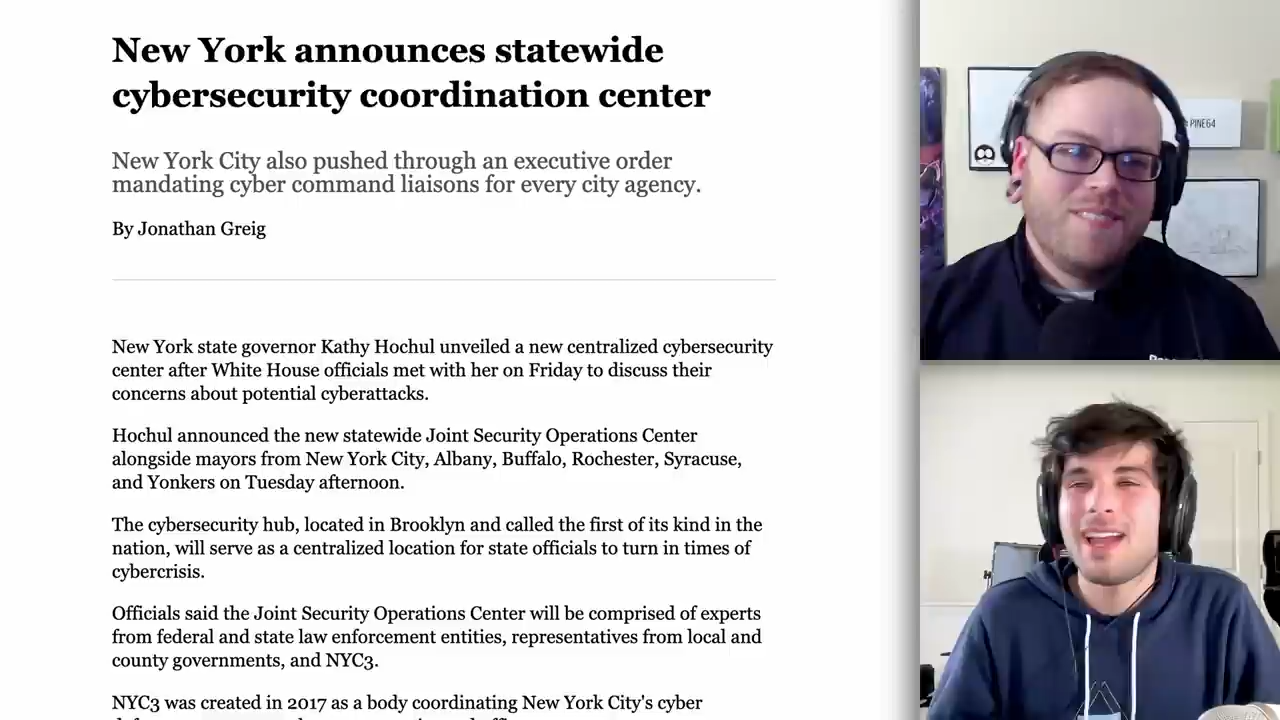 New York announces statewide
cybersecurity coordination center
New York City also pushed through an executive order
mandating cyber command liaisons for every city agency.
By Jonathan Greig
New York state governor Kathy Hochul unveiled a new centralized cybersecurity
center after White House officials met with her on Friday to discuss their
concerns about potential cyberattacks.
Hochul announced the new statewide Joint Security Operations Center
alongside mayors from New York City, Albany, Buffalo, Rochester, Syracuse,
and Yonkers on Tuesday afternoon.
The cybersecurity hub, located in Brooklyn and called the first of its kind in the
nation, will serve as a centralized location for state officials to turn in times of
cybercrisis.
Officials said the Joint Security Operations Center will be comprised of experts
from federal and state law enforcement entities, representatives from local and
county governments, and NYC3.
NYC3 was created in 2017 as a body coordinating New York City's cyber
PINE64